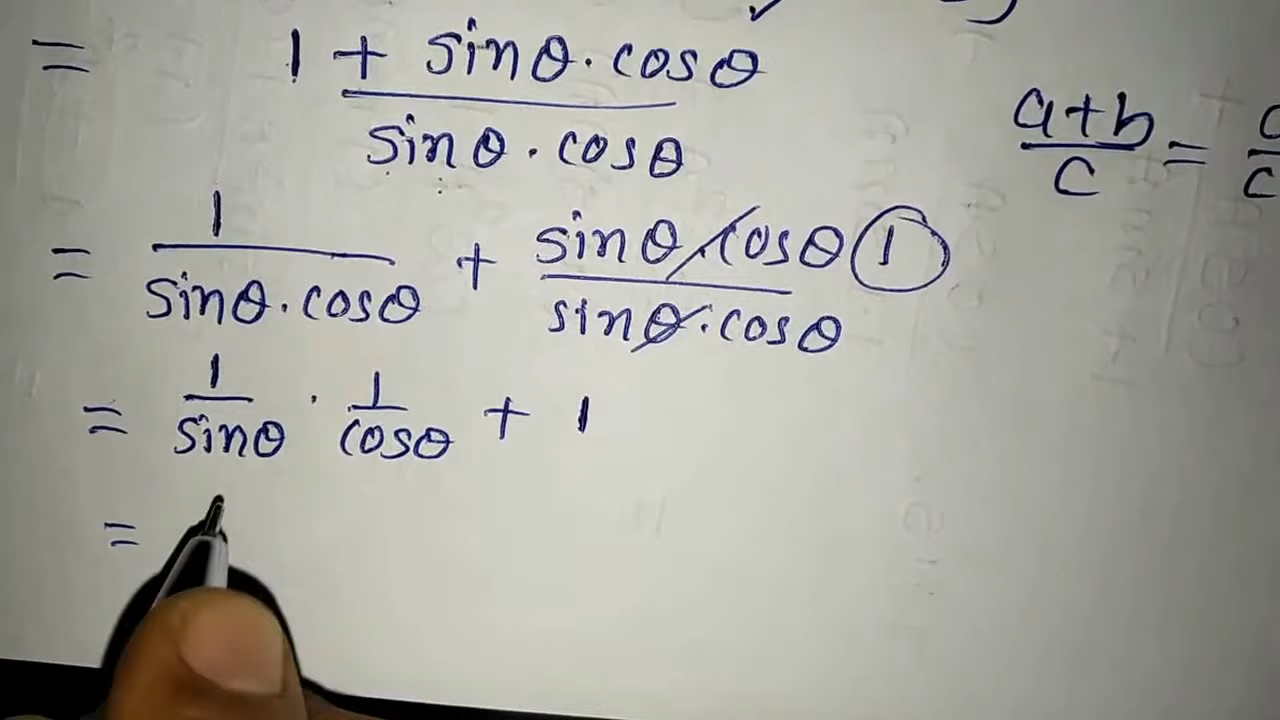 = 1 + sinθ·cosθ
sinθ·cosθ
a+b = 
c c
= 1 + sinθ·cosθ 1
sinθ·cosθ sinθ·cosθ
= 1 · 1 + 1
sinθ cosθ
=